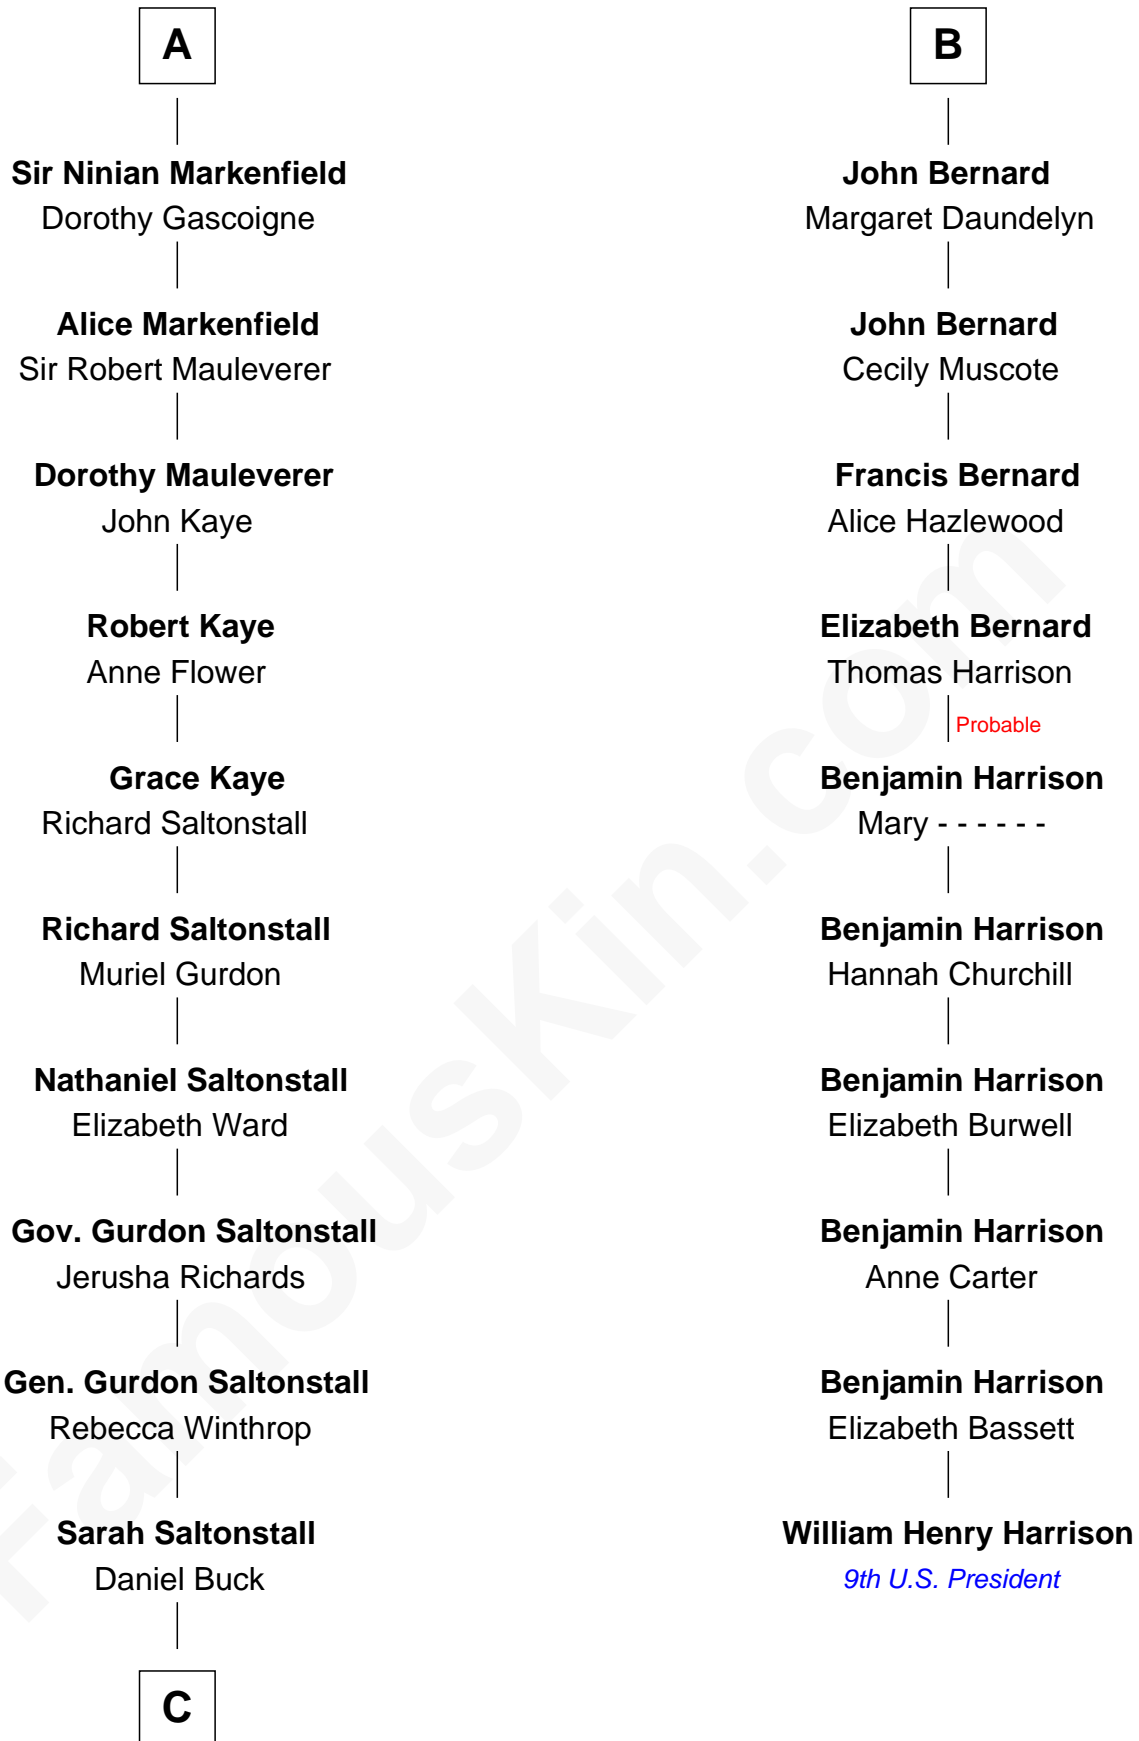 A
Sir Ninian Markenfield
Dorothy Gascoigne
Alice Markenfield
Sir Robert Mauleverer
Dorothy Mauleverer
John Kaye
Robert Kaye
Anne Flower
Grace Kaye
Richard Saltonstall
Richard Saltonstall
Muriel Gurdon
Nathaniel Saltonstall
Elizabeth Ward
Gov. Gurdon Saltonstall
Jerusha Richards
Gen. Gurdon Saltonstall
Rebecca Winthrop
Sarah Saltonstall
Daniel Buck
C
B
John Bernard
Margaret Daundelyn
John Bernard
Cecily Muscote
Francis Bernard
Alice Hazlewood
Elizabeth Bernard
Thomas Harrison
Probable
Benjamin Harrison
Mary - - - - - -
Benjamin Harrison
Hannah Churchill
Benjamin Harrison
Elizabeth Burwell
Benjamin Harrison
Anne Carter
Benjamin Harrison
Elizabeth Bassett
William Henry Harrison
9th U.S. President
FamousKin.com